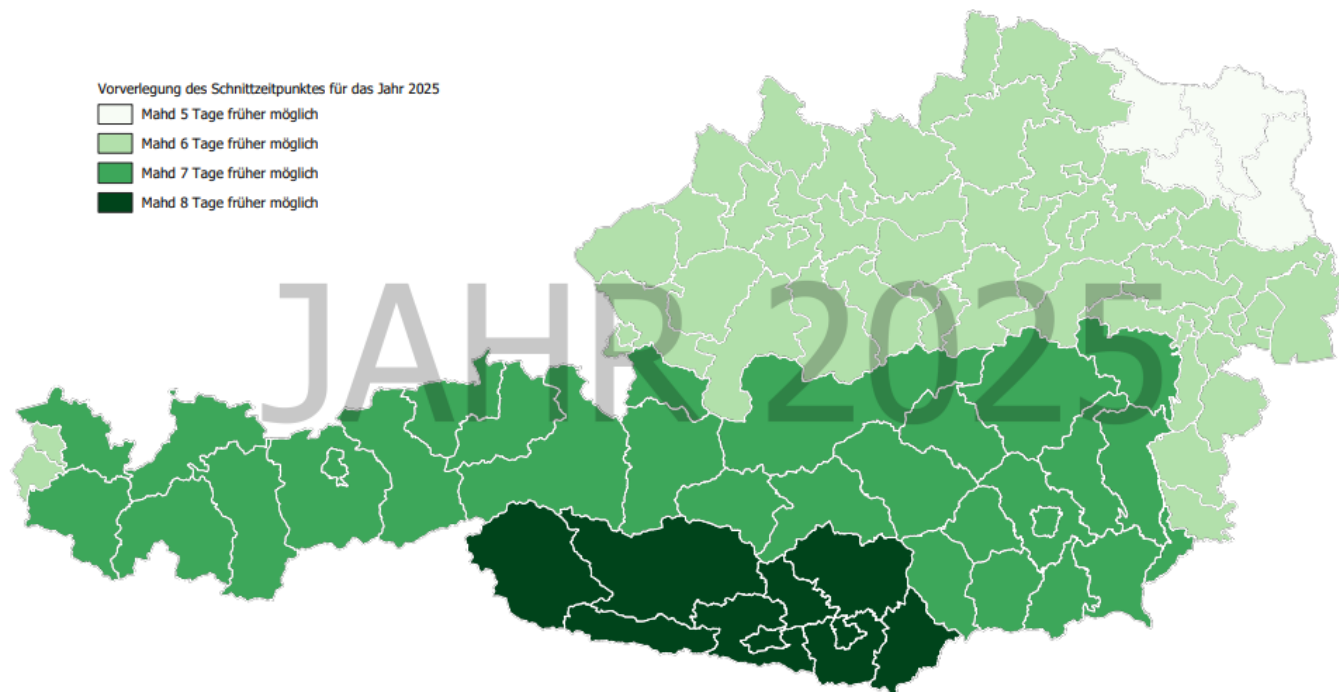 Vorverlegung des Schnittzeitpunktes für das Jahr 2025
Mahd 5 Tage früher möglich
Mahd 6 Tage früher möglich
Mahd 7 Tage früher möglich
Mahd 8 Tage früher möglich
JAHR 2025